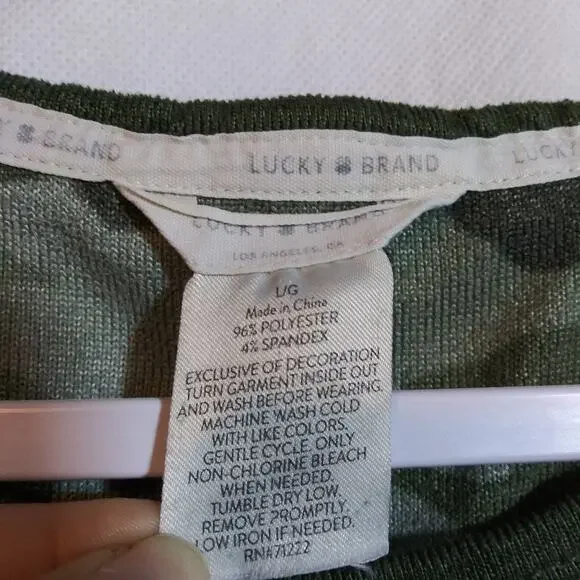 BRAND
LUCKY BRAND
LUCKY
LUCKY BRAND
LOS ANGELES, CA
L/G
Made in China
96% POLYESTER
4% SPANDEX
EXCLUSIVE OF DECORATION
TURN GARMENT INSIDE OUT
AND WASH BEFORE WEARING.
MACHINE WASH COLD
WITH LIKE COLORS.
GENTLE CYCLE. ONLY
NON-CHLORINE BLEACH
WHEN NEEDED.
TUMBLE DRY LOW.
REMOVE PROMPTLY.
LOW IRON IF NEEDED.
RN#71222